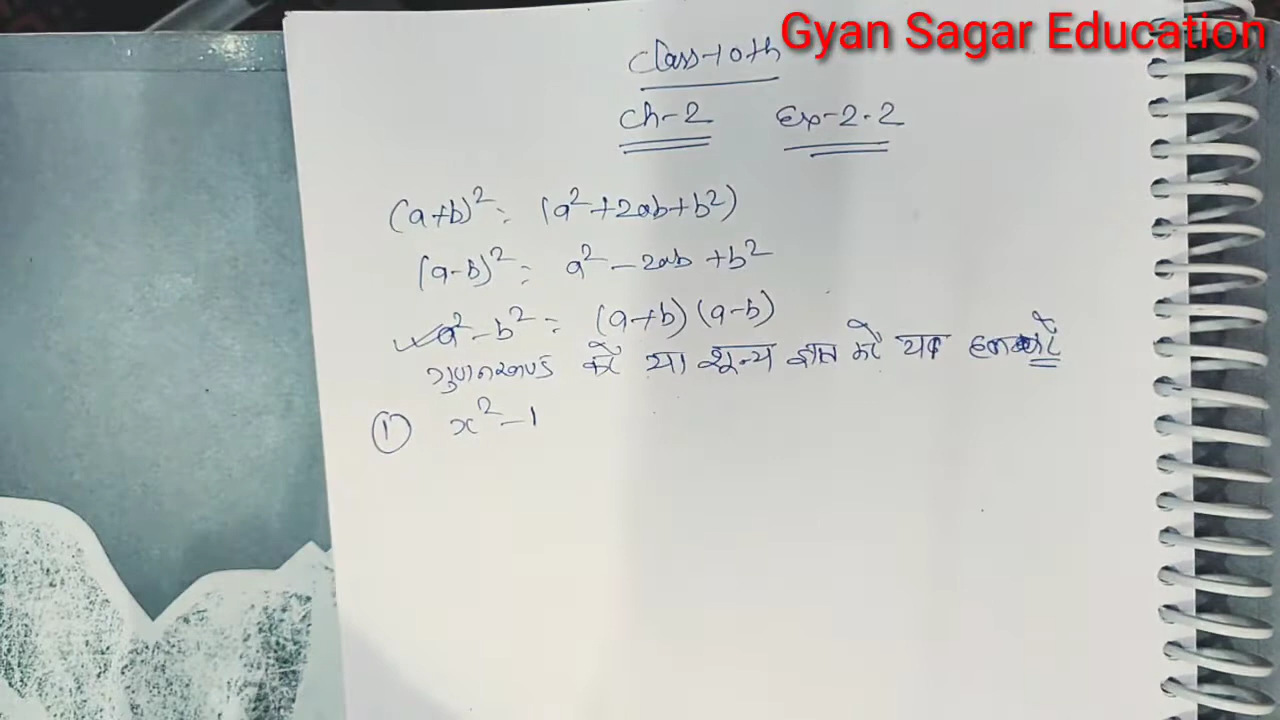 Gyan Sagar Education
Class-10th
Ch-2 Ex-2.2
(a+b)² = (a²+2ab+b²)
(a-b)² = a²-2ab+b²
✓a²-b² = (a+b)(a-b)
गुणनखण्ड करें या शून्य ज्ञात करें या
① x²-1